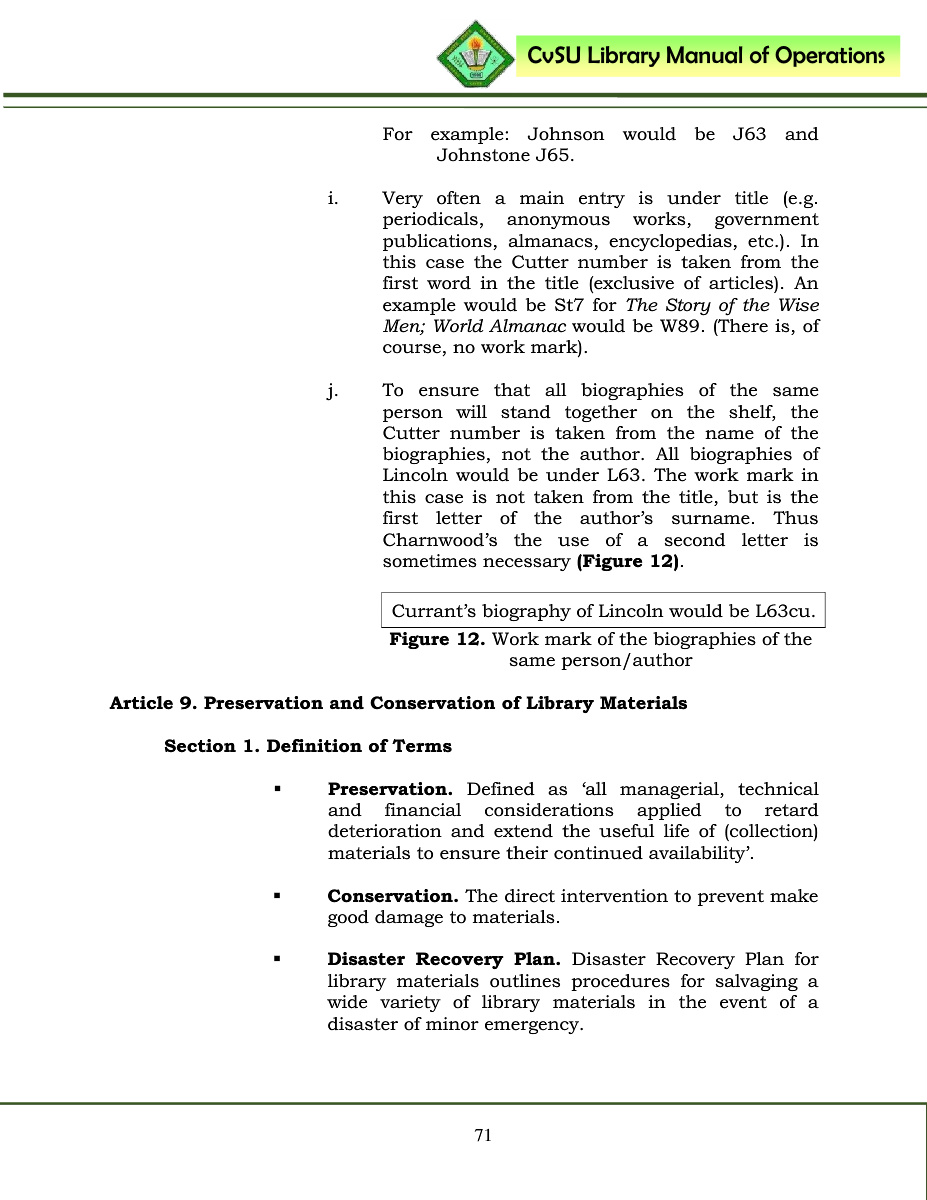 CvSU Library Manual of Operations
For example: Johnson would be J63 and
Johnstone J65.
i. Very often a main entry is under title (e.g.
periodicals, anonymous works, government
publications, almanacs, encyclopedias, etc.). In
this case the Cutter number is taken from the
first word in the title (exclusive of articles). An
example would be St7 for The Story of the Wise
Men; World Almanac would be W89. (There is, of
course, no work mark).
j. To ensure that all biographies of the same
person will stand together on the shelf, the
Cutter number is taken from the name of the
biographies, not the author. All biographies of
Lincoln would be under L63. The work mark in
this case is not taken from the title, but is the
first letter of the author’s surname. Thus
Charnwood’s the use of a second letter is
sometimes necessary (Figure 12).
Currant’s biography of Lincoln would be L63cu.
Figure 12. Work mark of the biographies of the
same person/author
Article 9. Preservation and Conservation of Library Materials
Section 1. Definition of Terms
▪ Preservation. Defined as ‘all managerial, technical
and financial considerations applied to retard
deterioration and extend the useful life of (collection)
materials to ensure their continued availability’.
▪ Conservation. The direct intervention to prevent make
good damage to materials.
▪ Disaster Recovery Plan. Disaster Recovery Plan for
library materials outlines procedures for salvaging a
wide variety of library materials in the event of a
disaster of minor emergency.
71